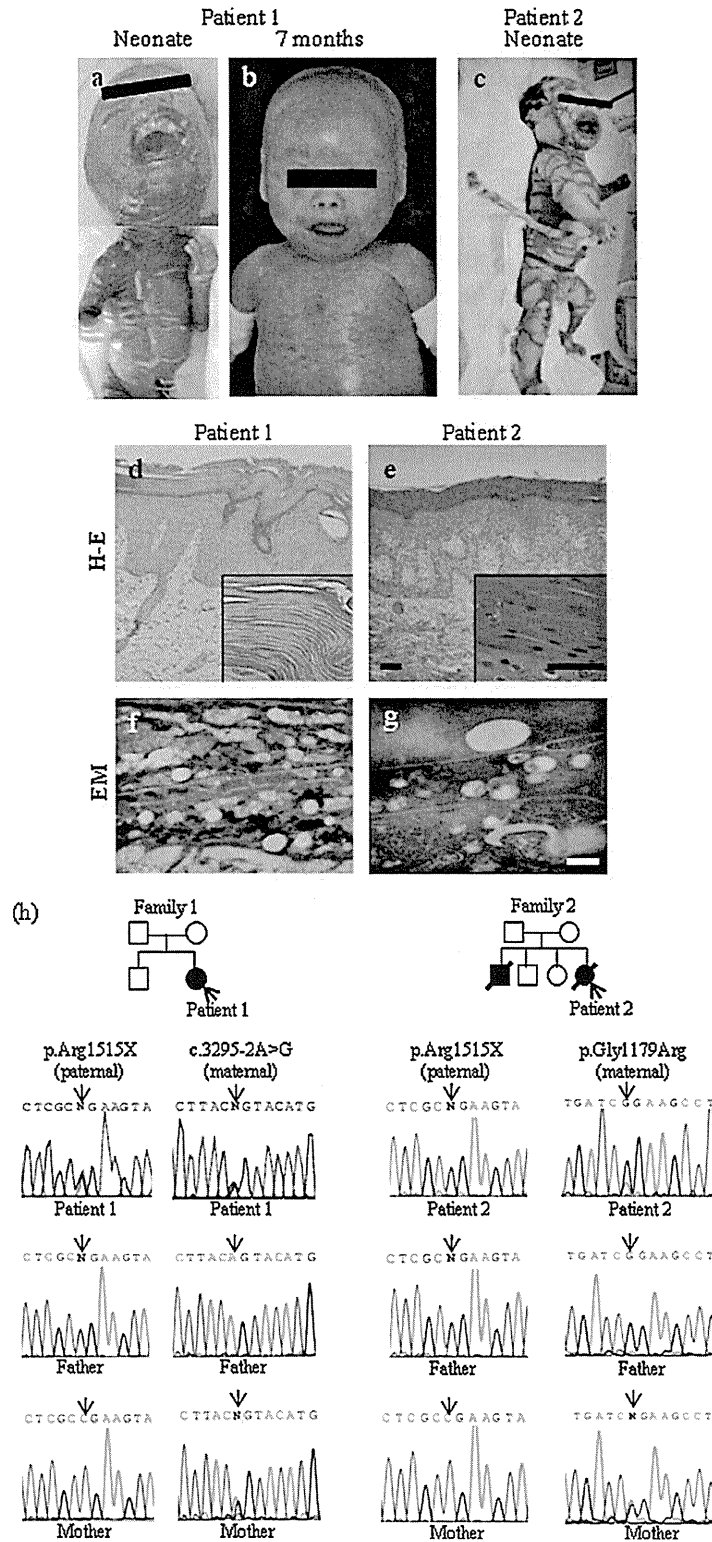 Patient 1 Patient 2
Neonate 7 months Neonate
a b c
Patient 1 Patient 2
H-E
d e
EM
f g
(h)
Family 1 Family 2
Patient 1 Patient 2
p.Arg1515X c.3295-2A>G p.Arg1515X p.Gly1179Arg
(paternal) (maternal) (paternal) (maternal)
CTCGCNGAAGTA CTTACNGTACATG CTCGCNGAAGTA TGATCGGAAGCCT
Patient 1 Patient 1 Patient 2 Patient 2
CTCGCNGAAGTA CTTACAGTACATG CTCGCNGAAGTA TGATCGGAAGCCT
Father Father Father Father
CTCGCCGAAGTA CTTACNGTACATG CTCGCCGAAGTA TGATCNGAAGCCT
Mother Mother Mother Mother